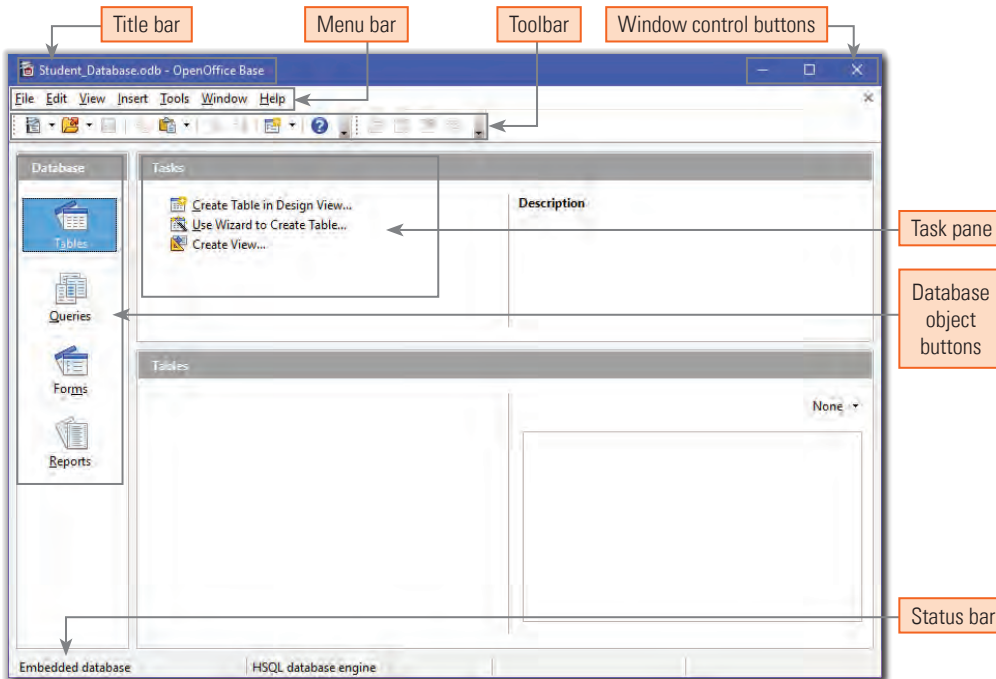 Title bar
Menu bar
Toolbar
Window control buttons
Student_Database.odb - OpenOffice Base
File Edit View Insert Tools Window Help
Database
Tasks
Create Table in Design View...
Use Wizard to Create Table...
Create View...
Description
Tables
Queries
Forms
Reports
Task pane
Database
object
buttons
Tables
None
Status bar
Embedded database
HSQL database engine